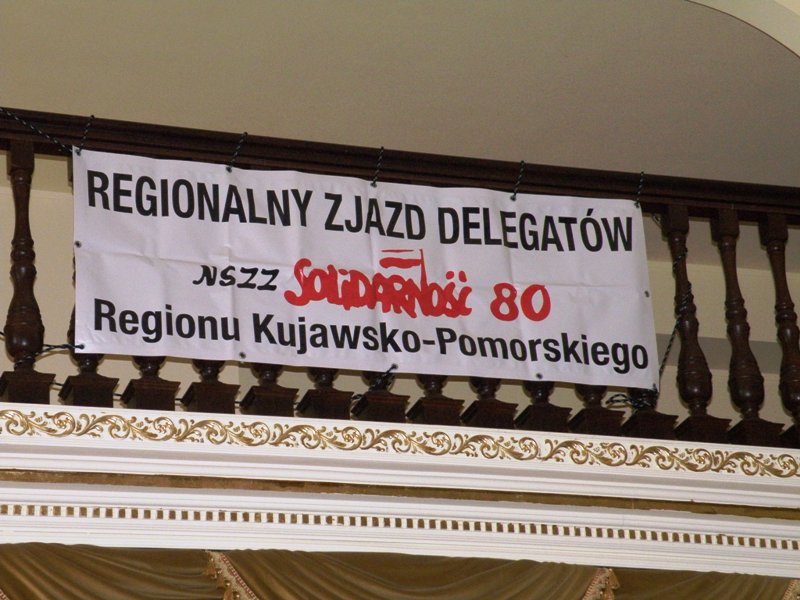 REGIONALNY ZJAZD DELEGATÓW
NSZZ SOLiDARNOŚĆ 80
Regionu Kujawsko-Pomorskiego